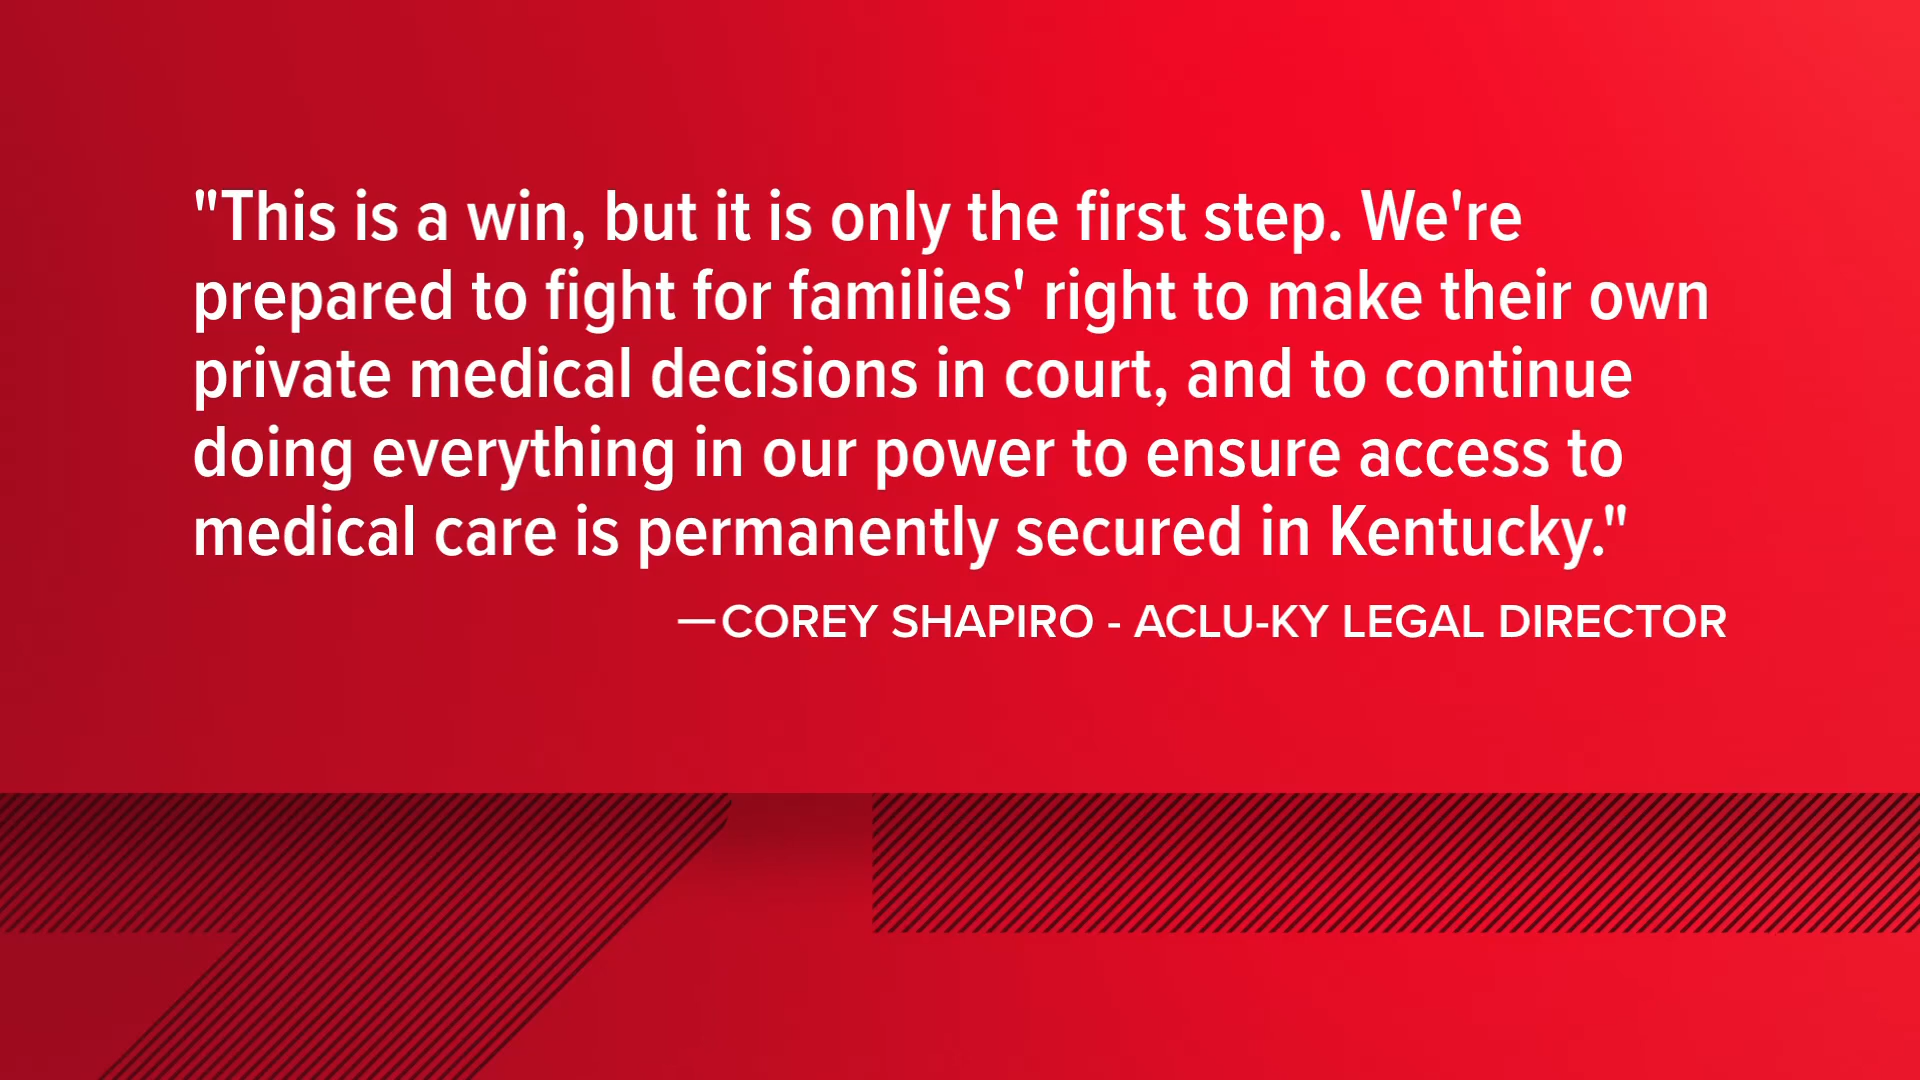 "This is a win, but it is only the first step. We're
prepared to fight for families' right to make their own
private medical decisions in court, and to continue
doing everything in our power to ensure access to
medical care is permanently secured in Kentucky."
—COREY SHAPIRO - ACLU-KY LEGAL DIRECTOR